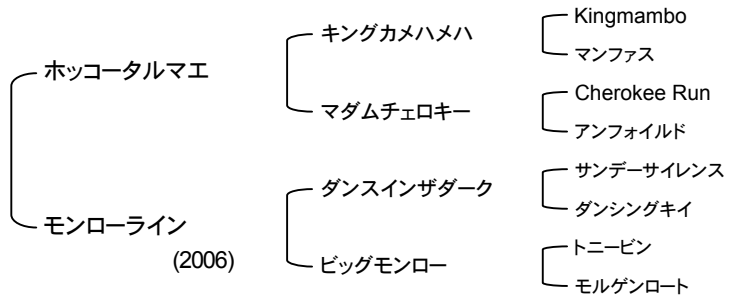 Kingmambo
キングカメハメハ
マンファス
ホッコータルマエ
Cherokee Run
マダムチェロキー
アンフォイルド
サンデーサイレンス
ダンスインザダーク
ダンシングキイ
モンローライン
(2006)
トニービン
ビッグモンロー
モルゲンロート